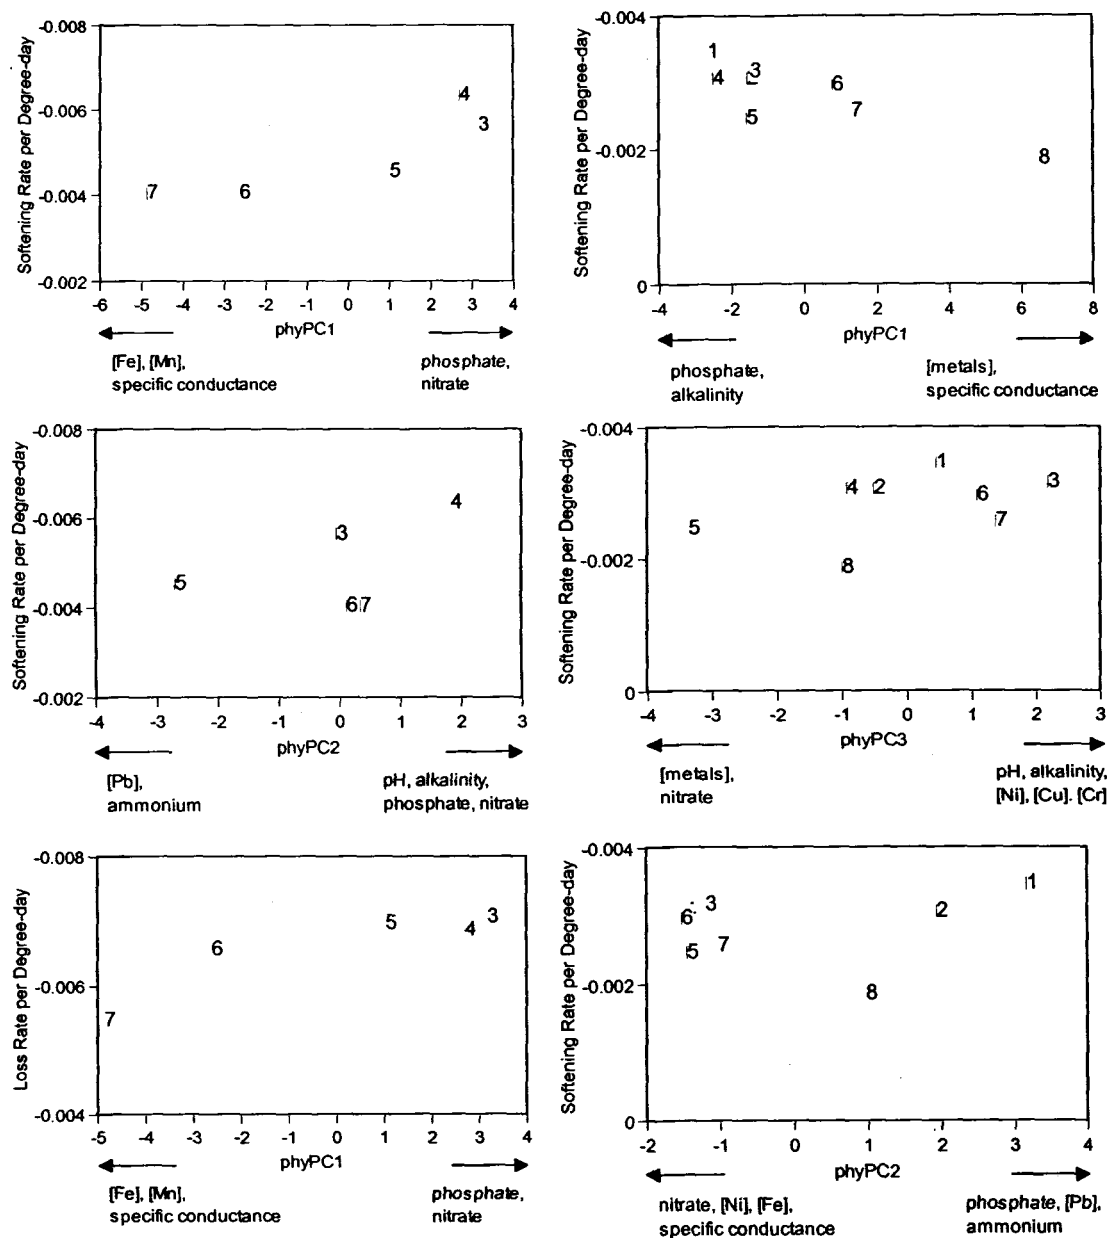 Softening Rate per Degree-day
-0.008
-0.006
-0.004
-0.002
4
3
5
7
6
-6 -5 -4 -3 -2 -1 0 1 2 3 4
phyPC1
[Fe], [Mn],
specific conductance
phosphate,
nitrate
Softening Rate per Degree-day
-0.004
-0.002
0
1
4
3
6
5
7
8
-4 -2 0 2 4 6 8
phyPC1
phosphate,
alkalinity
[metals],
specific conductance
Softening Rate per Degree-day
-0.008
-0.006
-0.004
-0.002
4
3
5
6 7
-4 -3 -2 -1 0 1 2 3
phyPC2
[Pb],
ammonium
pH, alkalinity,
phosphate, nitrate
Softening Rate per Degree-day
-0.004
-0.002
0
1
4 2
6
3
5
7
8
-4 -3 -2 -1 0 1 2 3
phyPC3
[metals],
nitrate
pH, alkalinity,
[Ni], [Cu]. [Cr]
Loss Rate per Degree-day
-0.008
-0.006
-0.004
5
4
3
6
7
-5 -4 -3 -2 -1 0 1 2 3 4
phyPC1
[Fe], [Mn],
specific conductance
phosphate,
nitrate
Softening Rate per Degree-day
-0.004
-0.002
0
1
6 3
2
5
7
8
-2 -1 0 1 2 3 4
phyPC2
nitrate, [Ni], [Fe],
specific conductance
phosphate, [Pb],
ammonium